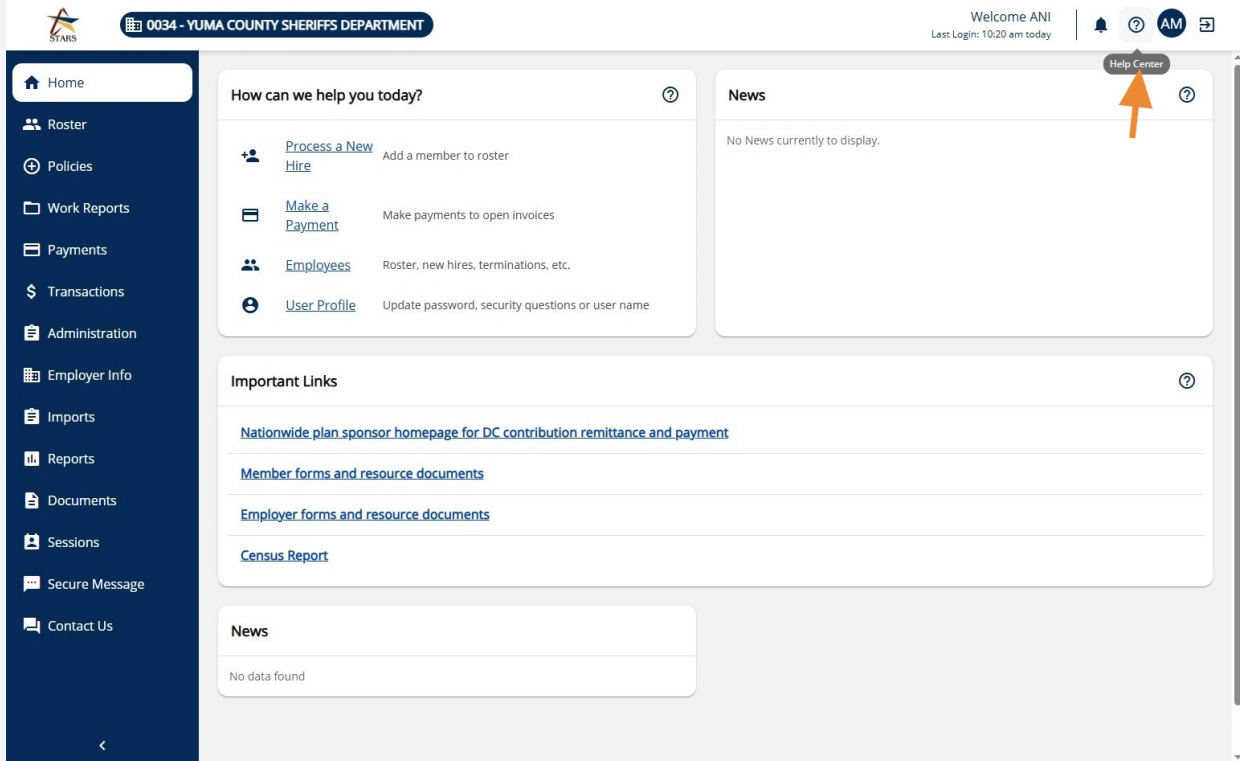 STARS
0034 - YUMA COUNTY SHERIFFS DEPARTMENT
Welcome ANI
Last Login: 10:20 am today
AM
Help Center
Home
Roster
Policies
Work Reports
Payments
Transactions
Administration
Employer Info
Imports
Reports
Documents
Sessions
Secure Message
Contact Us
How can we help you today?
Process a New
Hire
Add a member to roster
Make a
Payment
Make payments to open invoices
Employees
Roster, new hires, terminations, etc.
User Profile
Update password, security questions or user name
News
No News currently to display.
Important Links
Nationwide plan sponsor homepage for DC contribution remittance and payment
Member forms and resource documents
Employer forms and resource documents
Census Report
News
No data found